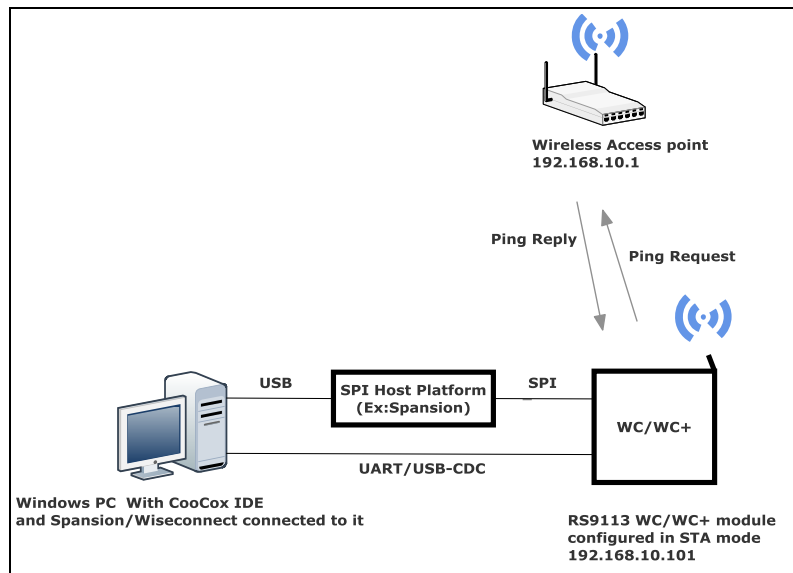 Wireless Access point
192.168.10.1
Ping Reply
Ping Request
USB
SPI Host Platform
(Ex:Spansion)
SPI
WC/WC+
UART/USB-CDC
Windows PC  With CooCox IDE
and Spansion/Wiseconnect connected to it
RS9113 WC/WC+ module
configured in STA mode
192.168.10.101